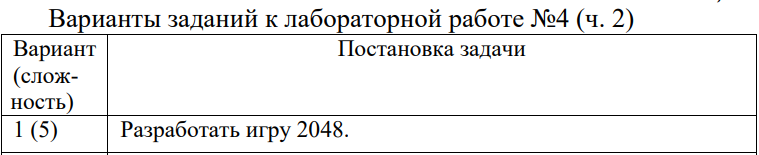 Варианты заданий к лабораторной работе №4 (ч. 2)
Вариант
(слож-
ность)
Постановка задачи
1 (5)
Разработать игру 2048.